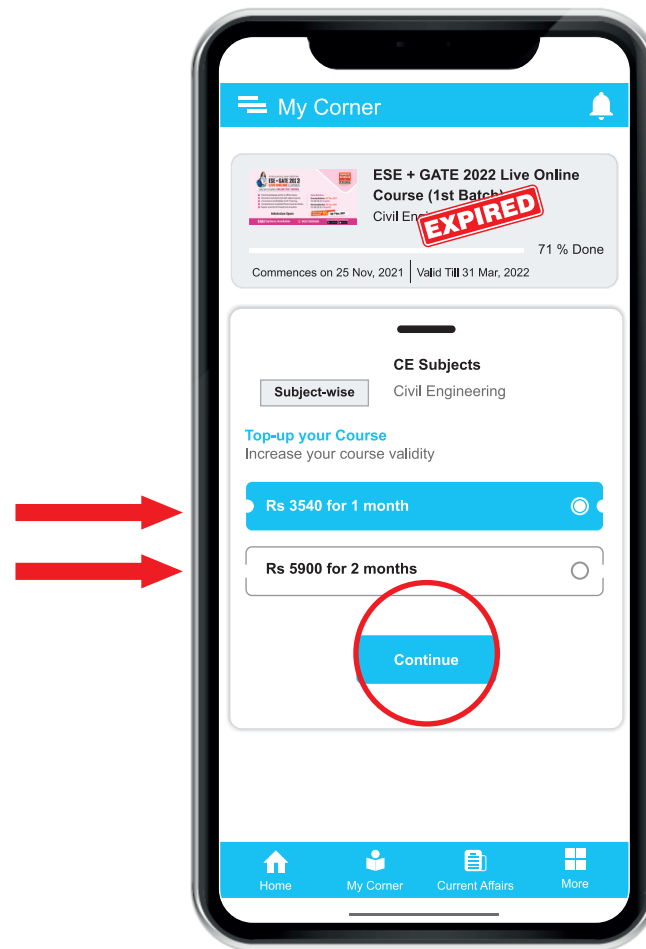 My Corner
ESE + GATE 2022 Live Online
Course (1st Batch)
EXPIRED
71 % Done
Commences on 25 Nov, 2021 | Valid Till 31 Mar, 2022
CE Subjects
Subject-wise
Civil Engineering
Top-up your Course
Increase your course validity
Rs 3540 for 1 month
Rs 5900 for 2 months
Continue
Home
My Corner
Current Affairs
More